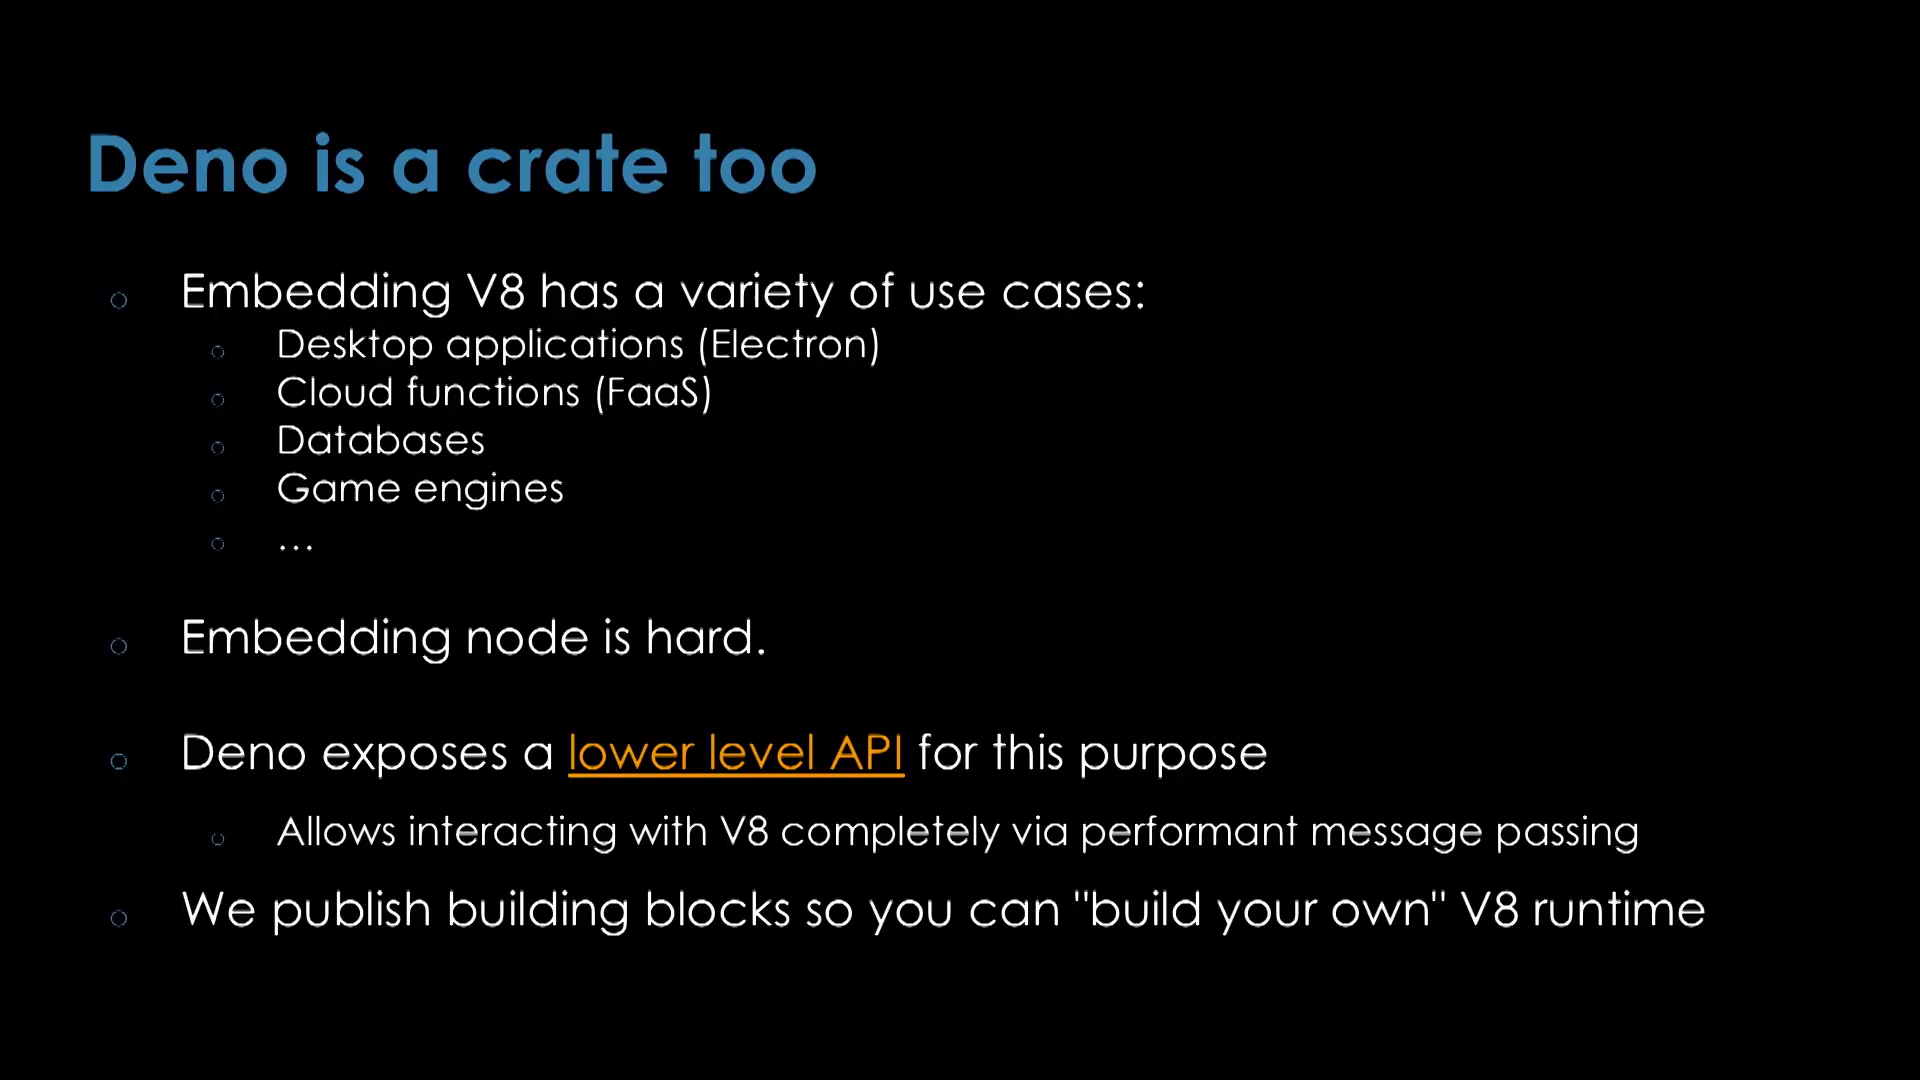 Deno is a crate too
Embedding V8 has a variety of use cases:
Desktop applications (Electron)
Cloud functions (FaaS)
Databases
Game engines
…
Embedding node is hard.
Deno exposes a lower level API for this purpose
Allows interacting with V8 completely via performant message passing
We publish building blocks so you can "build your own" V8 runtime